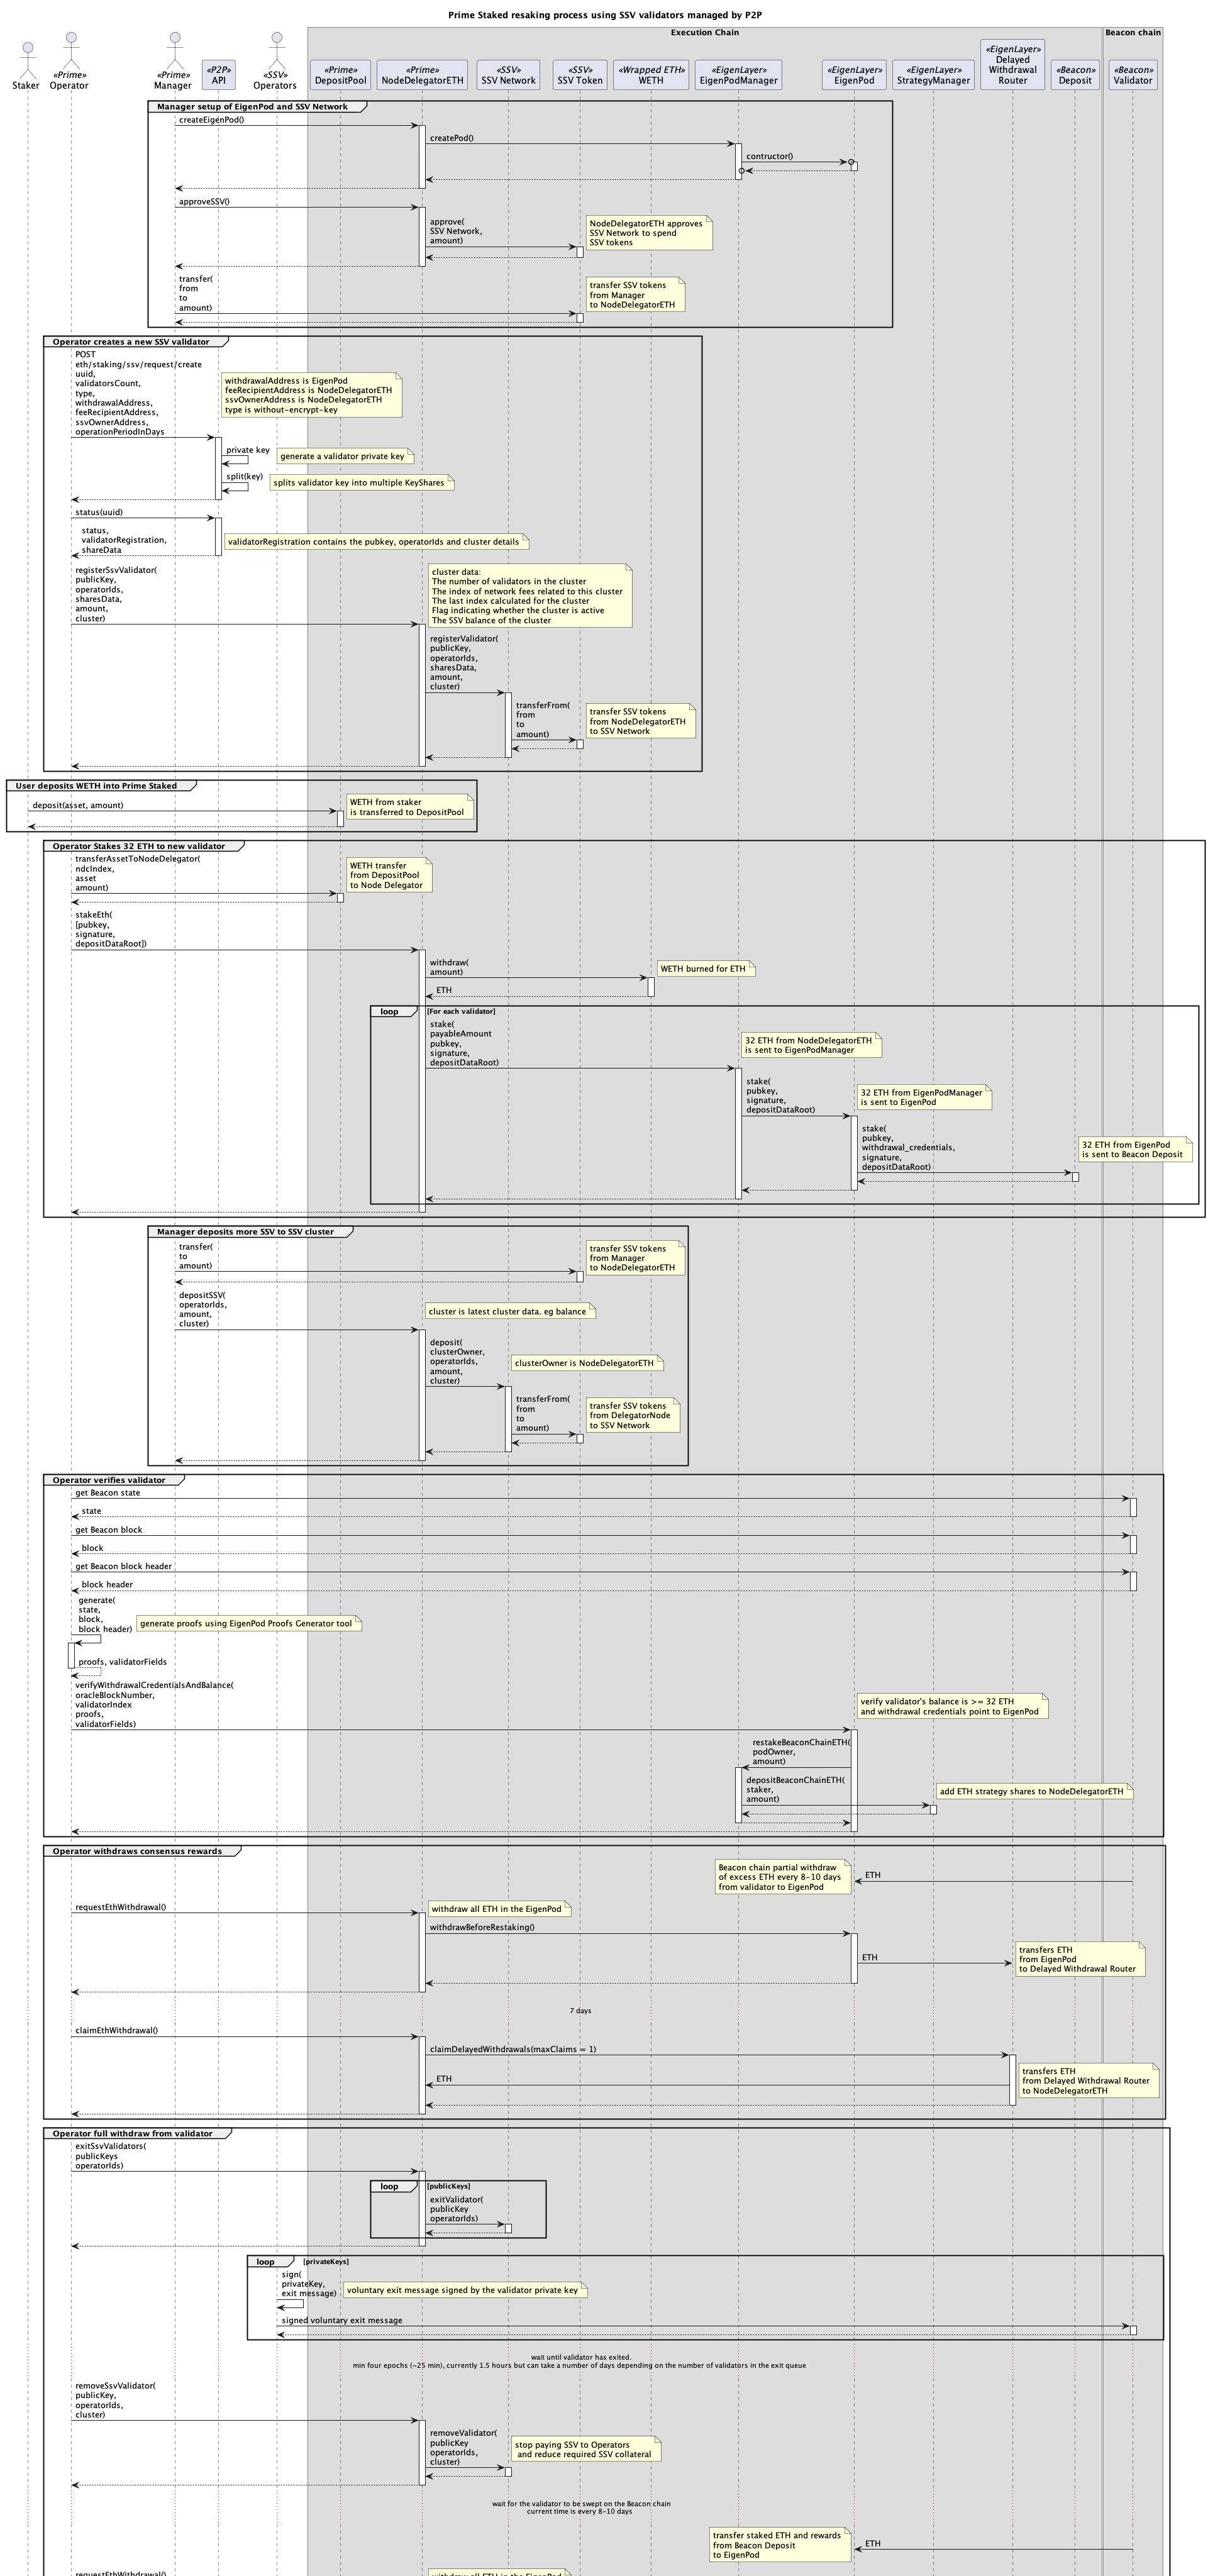 Prime Staked resaking process using SSV validators managed by P2P
Execution Chain
Beacon chain
Staker
«Prime»
Operator
«Prime»
Manager
«P2P»
API
«SSV»
Operators
«Prime»
DepositPool
«Prime»
NodeDelegatorETH
«SSV»
SSV Network
«SSV»
SSV Token
«Wrapped ETH»
WETH
«EigenLayer»
EigenPodManager
«EigenLayer»
EigenPod
«EigenLayer»
StrategyManager
«EigenLayer»
Delayed
Withdrawal
Router
«Beacon»
Deposit
«Beacon»
Validator
Manager setup of EigenPod and SSV Network
createEigenPod()
createPod()
contructor()
approveSSV()
approve(
SSV Network,
amount)
NodeDelegatorETH approves
SSV Network to spend
SSV tokens
transfer(
from
to
amount)
transfer SSV tokens
from Manager
to NodeDelegatorETH
Operator creates a new SSV validator
POST
eth/staking/ssv/request/create
uuid,
validatorsCount,
type,
withdrawalAddress,
feeRecipientAddress,
ssvOwnerAddress,
operationPeriodInDays
withdrawalAddress is EigenPod
feeRecipientAddress is NodeDelegatorETH
ssvOwnerAddress is NodeDelegatorETH
type is without-encrypt-key
private key
generate a validator private key
split(key)
splits validator key into multiple KeyShares
status(uuid)
status,
validatorRegistration,
shareData
validatorRegistration contains the pubkey, operatorIds and cluster details
registerSsvValidator(
publicKey,
operatorIds,
sharesData,
amount,
cluster)
cluster data:
The number of validators in the cluster
The index of network fees related to this cluster
The last index calculated for the cluster
Flag indicating whether the cluster is active
The SSV balance of the cluster
registerValidator(
publicKey,
operatorIds,
sharesData,
amount,
cluster)
transferFrom(
from
to
amount)
transfer SSV tokens
from NodeDelegatorETH
to SSV Network
User deposits WETH into Prime Staked
deposit(asset, amount)
WETH from staker
is transferred to DepositPool
Operator Stakes 32 ETH to new validator
transferAssetToNodeDelegator(
ndcIndex,
asset
amount)
WETH transfer
from DepositPool
to Node Delegator
stakeEth(
[pubkey,
signature,
depositDataRoot])
withdraw(
amount)
WETH burned for ETH
ETH
loop
[For each validator]
stake(
payableAmount
pubkey,
signature,
depositDataRoot)
32 ETH from NodeDelegatorETH
is sent to EigenPodManager
stake(
pubkey,
signature,
depositDataRoot)
32 ETH from EigenPodManager
is sent to EigenPod
stake(
pubkey,
withdrawal_credentials,
signature,
depositDataRoot)
32 ETH from EigenPod
is sent to Beacon Deposit
Manager deposits more SSV to SSV cluster
transfer(
to
amount)
transfer SSV tokens
from Manager
to NodeDelegatorETH
depositSSV(
operatorIds,
amount,
cluster)
cluster is latest cluster data. eg balance
deposit(
clusterOwner,
operatorIds,
amount,
cluster)
clusterOwner is NodeDelegatorETH
transferFrom(
from
to
amount)
transfer SSV tokens
from DelegatorNode
to SSV Network
Operator verifies validator
get Beacon state
state
get Beacon block
block
get Beacon block header
block header
generate(
state,
block,
block header)
generate proofs using EigenPod Proofs Generator tool
proofs, validatorFields
verifyWithdrawalCredentialsAndBalance(
oracleBlockNumber,
validatorIndex
proofs,
validatorFields)
verify validator's balance is >= 32 ETH
and withdrawal credentials point to EigenPod
restakeBeaconChainETH(
podOwner,
amount)
depositBeaconChainETH(
staker,
amount)
add ETH strategy shares to NodeDelegatorETH
Operator withdraws consensus rewards
Beacon chain partial withdraw
of excess ETH every 8-10 days
from validator to EigenPod
ETH
requestEthWithdrawal()
withdraw all ETH in the EigenPod
withdrawBeforeRestaking()
ETH
transfers ETH
from EigenPod
to Delayed Withdrawal Router
7 days
claimEthWithdrawal()
claimDelayedWithdrawals(maxClaims = 1)
ETH
transfers ETH
from Delayed Withdrawal Router
to NodeDelegatorETH
Operator full withdraw from validator
exitSsvValidators(
publicKeys
operatorIds)
loop
[publicKeys]
exitValidator(
publicKey
operatorIds)
loop
[privateKeys]
sign(
privateKey,
exit message)
voluntary exit message signed by the validator private key
signed voluntary exit message
wait until validator has exited.
min four epochs (~25 min), currently 1.5 hours but can take a number of days depending on the number of validators in the exit queue
removeSsvValidator(
publicKey,
operatorIds,
cluster)
removeValidator(
publicKey
operatorIds,
cluster)
stop paying SSV to Operators
and reduce required SSV collateral
wait for the validator to be swept on the Beacon chain
current time is every 8-10 days
transfer staked ETH and rewards
from Beacon Deposit
to EigenPod
ETH
requestEthWithdrawal()
withdraw all ETH in the EigenPod